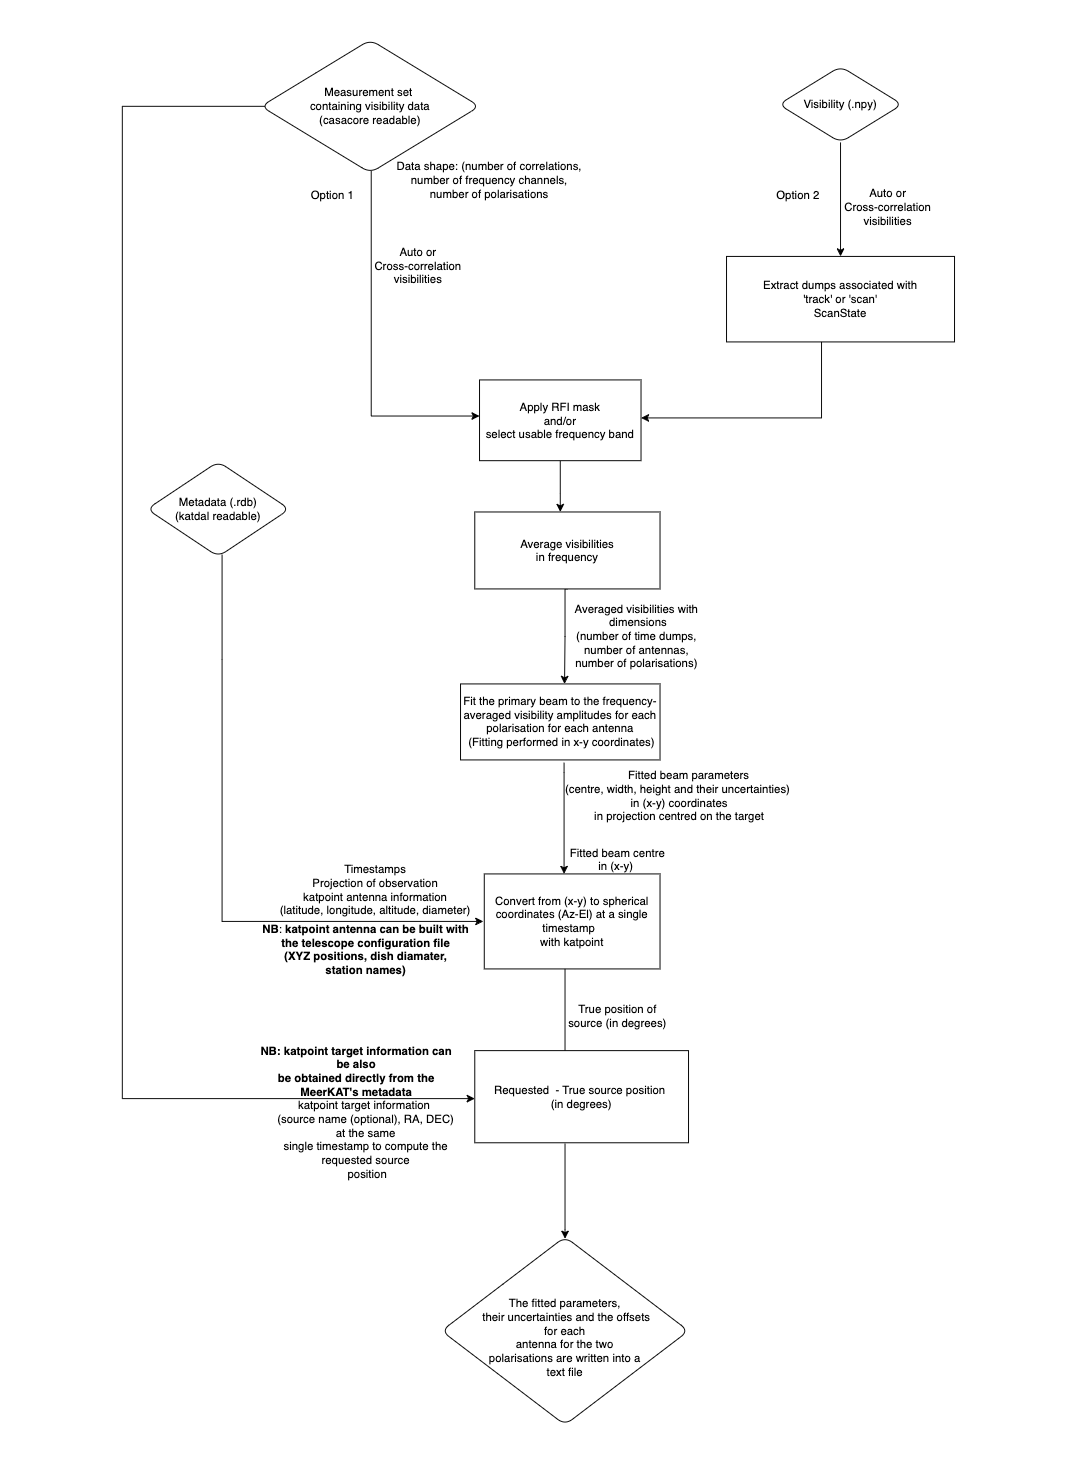 Measurement set
containing visibility data
(casacore readable)
Visibility (.npy)
Data shape: (number of correlations,
number of frequency channels,
number of polarisations
Option 1
Option 2
Auto or
Cross-correlation
visibilities
Auto or
Cross-correlation
visibilities
Extract dumps associated with
'track' or 'scan'
ScanState
Apply RFI mask
and/or
select usable frequency band
Metadata (.rdb)
(katdal readable)
Average visibilities
in frequency
Averaged visibilities with
dimensions
(number of time dumps,
number of antennas,
number of polarisations)
Fit the primary beam to the frequency-
averaged visibility amplitudes for each
polarisation for each antenna
(Fitting performed in x-y coordinates)
Fitted beam parameters
(centre, width, height and their uncertainties)
in (x-y) coordinates
in projection centred on the target
Fitted beam centre
in (x-y)
Timestamps
Projection of observation
katpoint antenna information
(latitude, longitude, altitude, diameter)
NB: katpoint antenna can be built with
the telescope configuration file
(XYZ positions, dish diamater,
station names)
Convert from (x-y) to spherical
coordinates (Az-El) at a single
timestamp
with katpoint
True position of
source (in degrees)
NB: katpoint target information can
be also
be obtained directly from the
MeerKAT's metadata
katpoint target information
(source name (optional), RA, DEC)
at the same
single timestamp to compute the
requested source
position
Requested - True source position
(in degrees)
The fitted parameters,
their uncertainties and the offsets
for each
antenna for the two
polarisations are written into a
text file